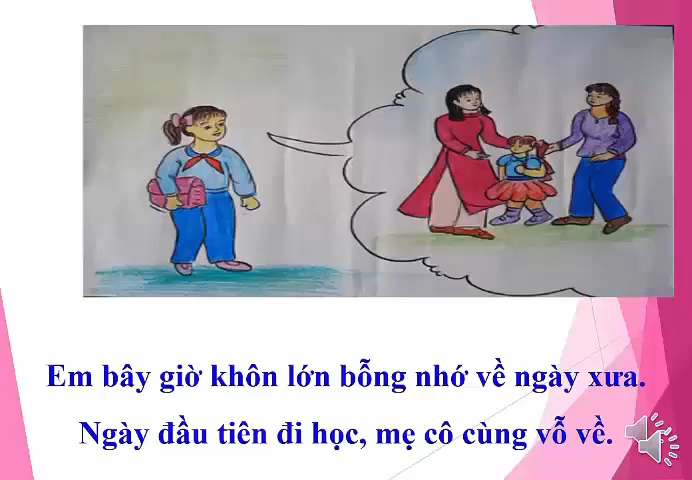 Em bây giờ khôn lớn bỗng nhớ về ngày xưa.
Ngày đầu tiên đi học, mẹ cô cùng vỗ về.